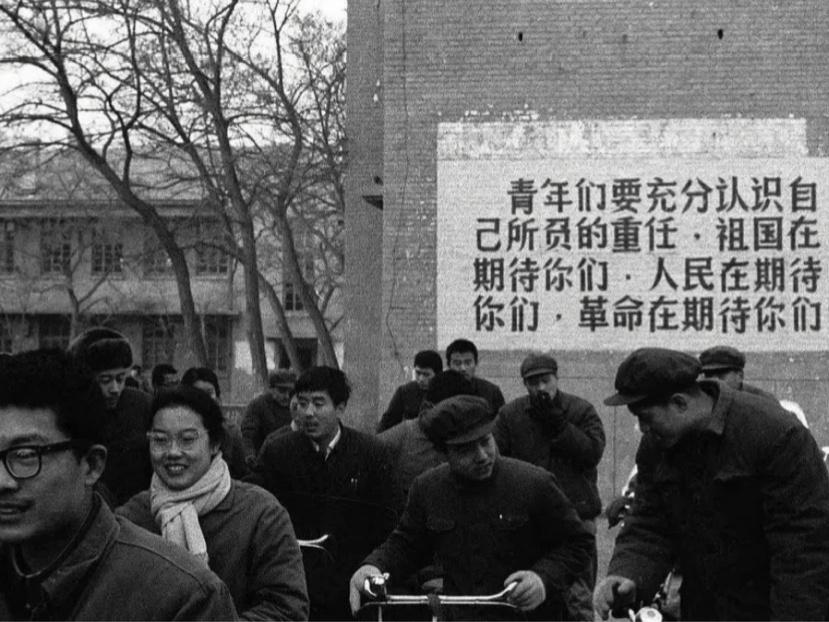 青年们要充分认识自
己所负的重任·祖国在
期待你们·人民在期待
你们·革命在期待你们